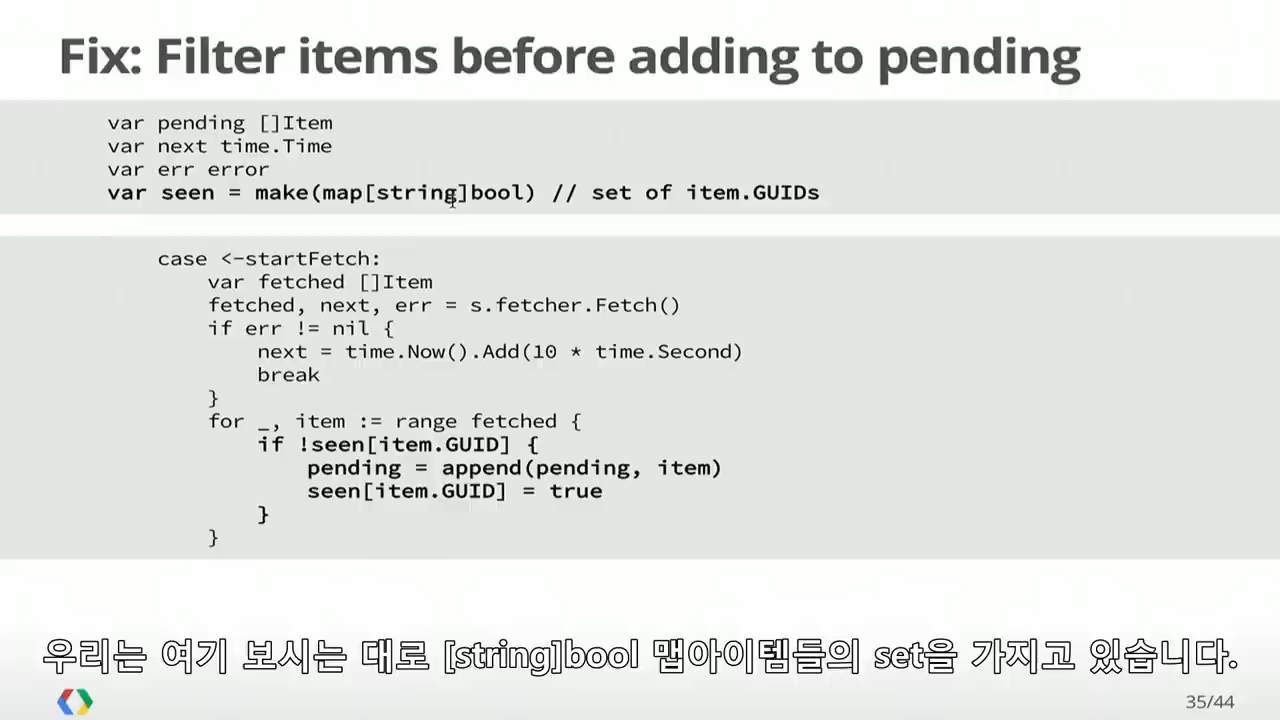 Fix: Filter items before adding to pending
var pending []Item
var next time.Time
var err error
var seen = make(map[string]bool) // set of item.GUIDs
case <-startFetch:
var fetched []Item
fetched, next, err = s.fetcher.Fetch()
if err != nil {
next = time.Now().Add(10 * time.Second)
break
}
for _, item := range fetched {
if !seen[item.GUID] {
pending = append(pending, item)
seen[item.GUID] = true
}
}
우리는 여기 보시는 대로 [string]bool 맵아이템들의 set을 가지고 있습니다.
35/44